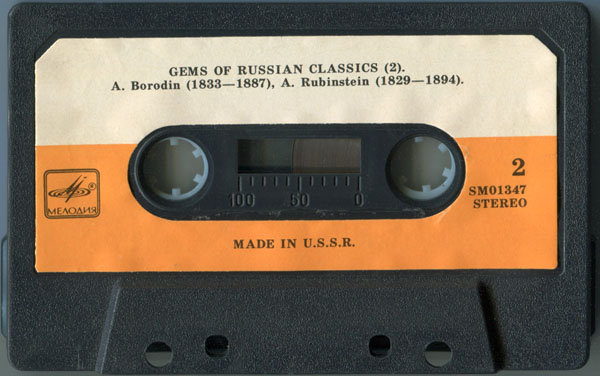 GEMS OF RUSSIAN CLASSICS (2).
A. Borodin (1833—1887), A. Rubinstein (1829—1894).
2
SM01347
STEREO
МЕЛОДИЯ
100 50 0
MADE IN U.S.S.R.